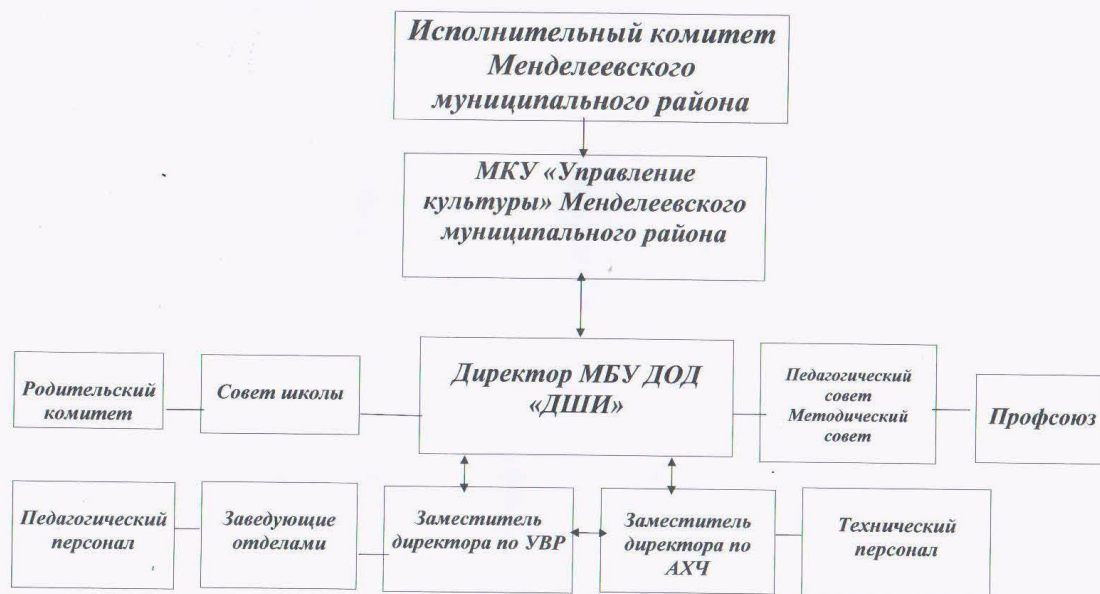 Исполнительный комитет
Менделеевского
муниципального района
МКУ «Управление
культуры» Менделеевского
муниципального района
Родительский
комитет
Совет школы
Директор МБУ ДОД
«ДШИ»
Педагогический
совет
Методический
совет
Профсоюз
Педагогический
персонал
Заведующие
отделами
Заместитель
директора по УВР
Заместитель
директора по
АХЧ
Технический
персонал